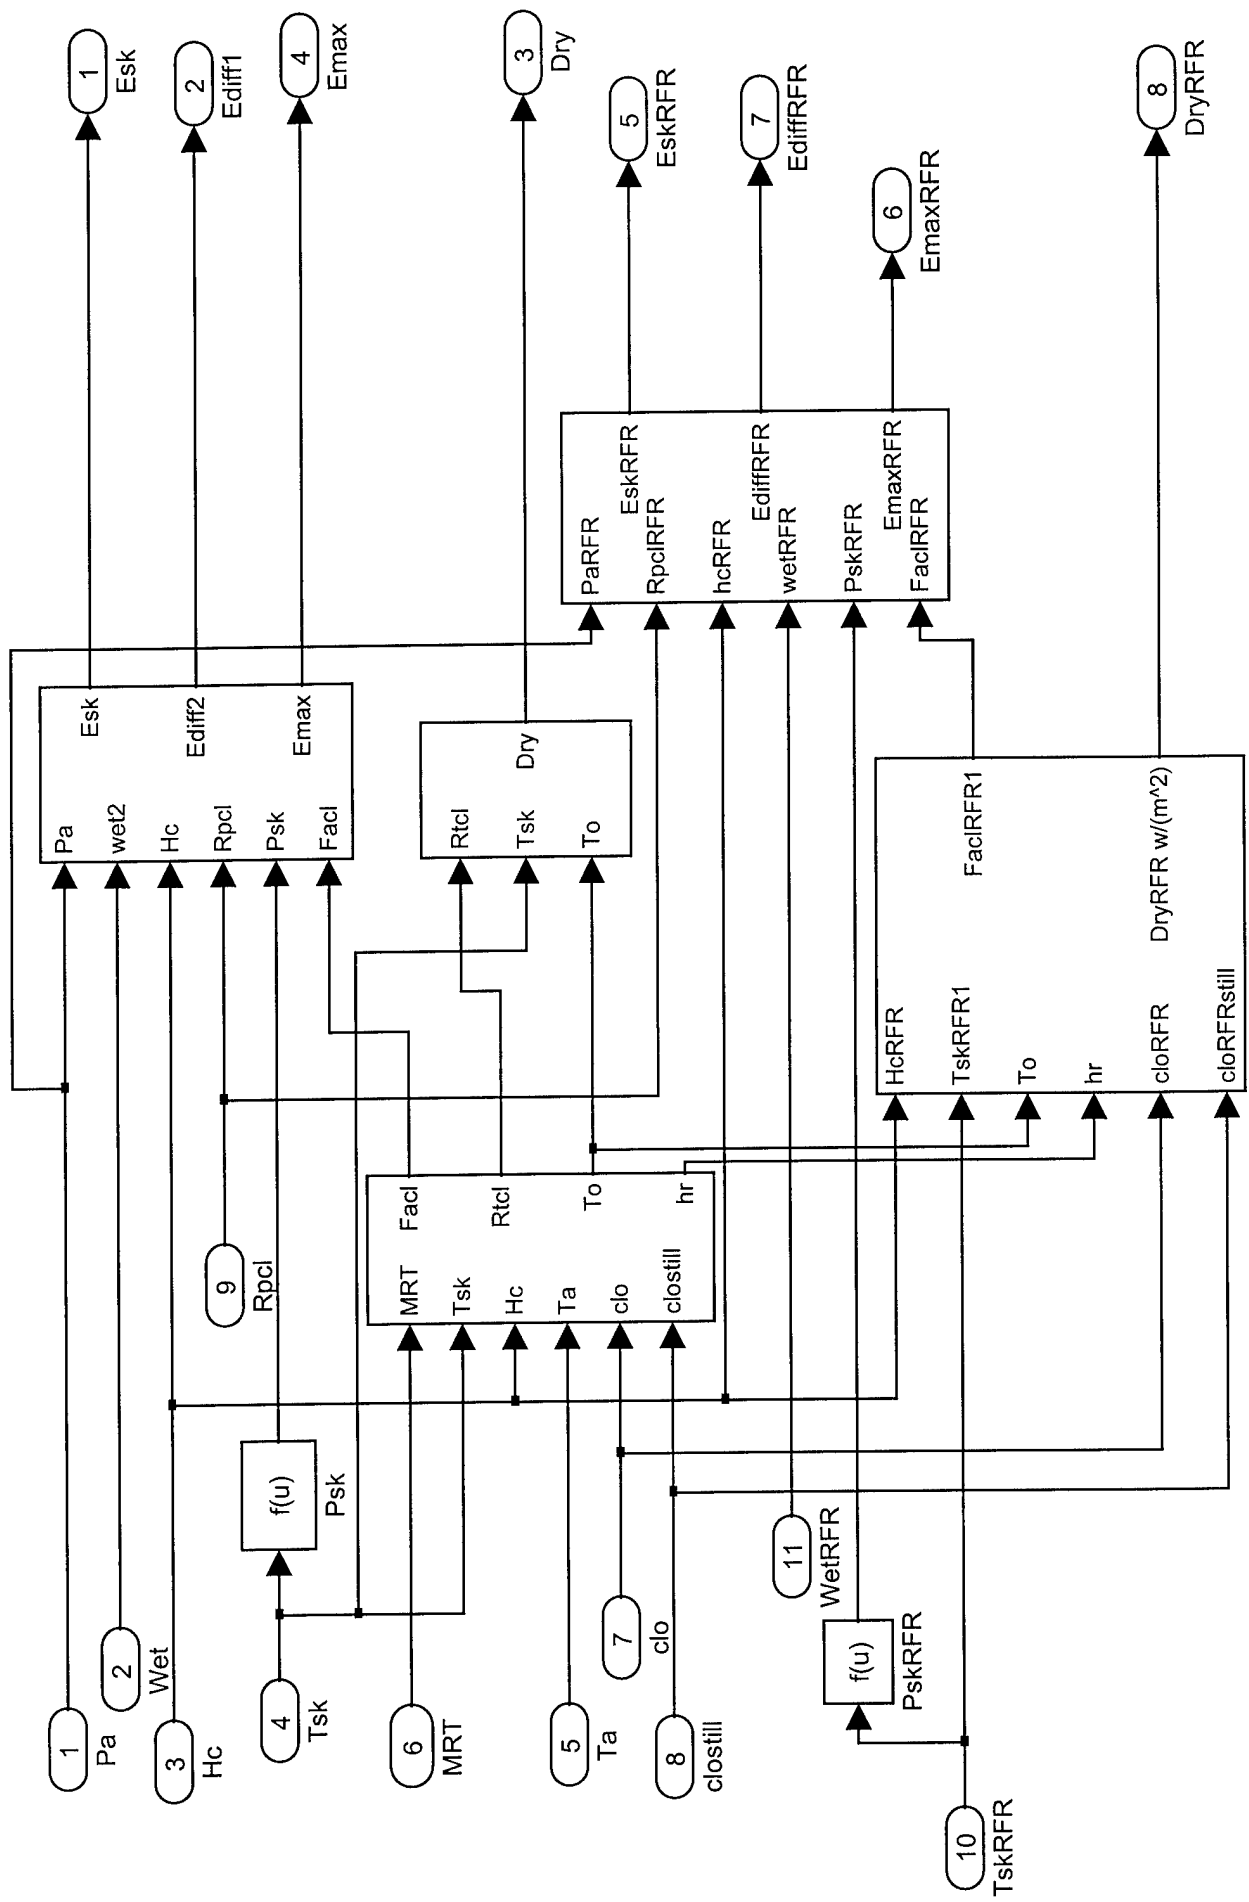 1
Pa
2
Wet
3
Hc
4
Tsk
6
MRT
5
Ta
7
clo
8
clostill
11
WetRFR
10
TskRFR
f(u)
Psk
f(u)
PskRFR
9
Rpcl
MRT
Tsk
Hc
Ta
clo
clostill
Facl
Rtcl
To
hr
Pa
wet2
Hc
Rpcl
Psk
Facl
Esk
Ediff2
Emax
Rtcl
Tsk
To
Dry
HcRFR
TskRFR1
To
hr
cloRFR
cloRFRstill
FaclRFR1
DryRFR w/(m^2)
PaRFR
RpclRFR
hcRFR
wetRFR
PskRFR
FaclRFR
EskRFR
EdiffRFR
EmaxRFR
1
Esk
2
Ediff1
4
Emax
3
Dry
5
EskRFR
7
EdiffRFR
6
EmaxRFR
8
DryRFR